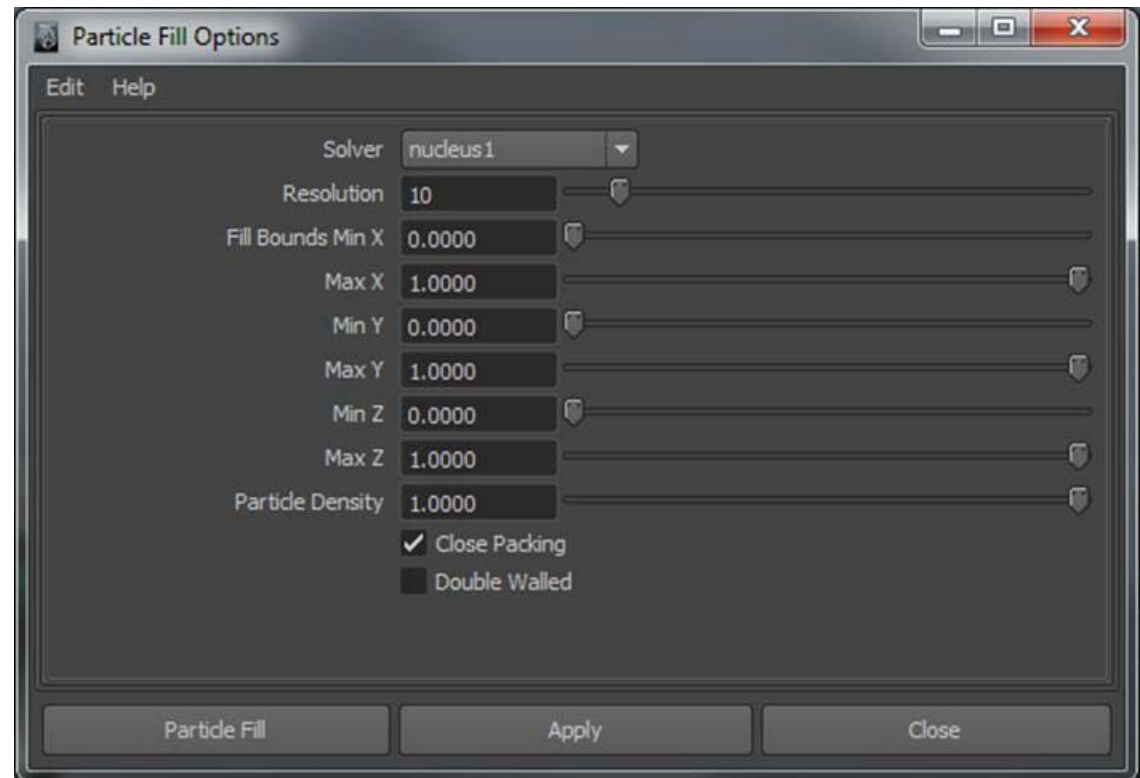 Particle Fill Options
Edit Help
Solver nucleus1
Resolution 10
Fill Bounds Min X 0.0000
Max X 1.0000
Min Y 0.0000
Max Y 1.0000
Min Z 0.0000
Max Z 1.0000
Particle Density 1.0000
Close Packing
Double Walled
Particle Fill Apply Close